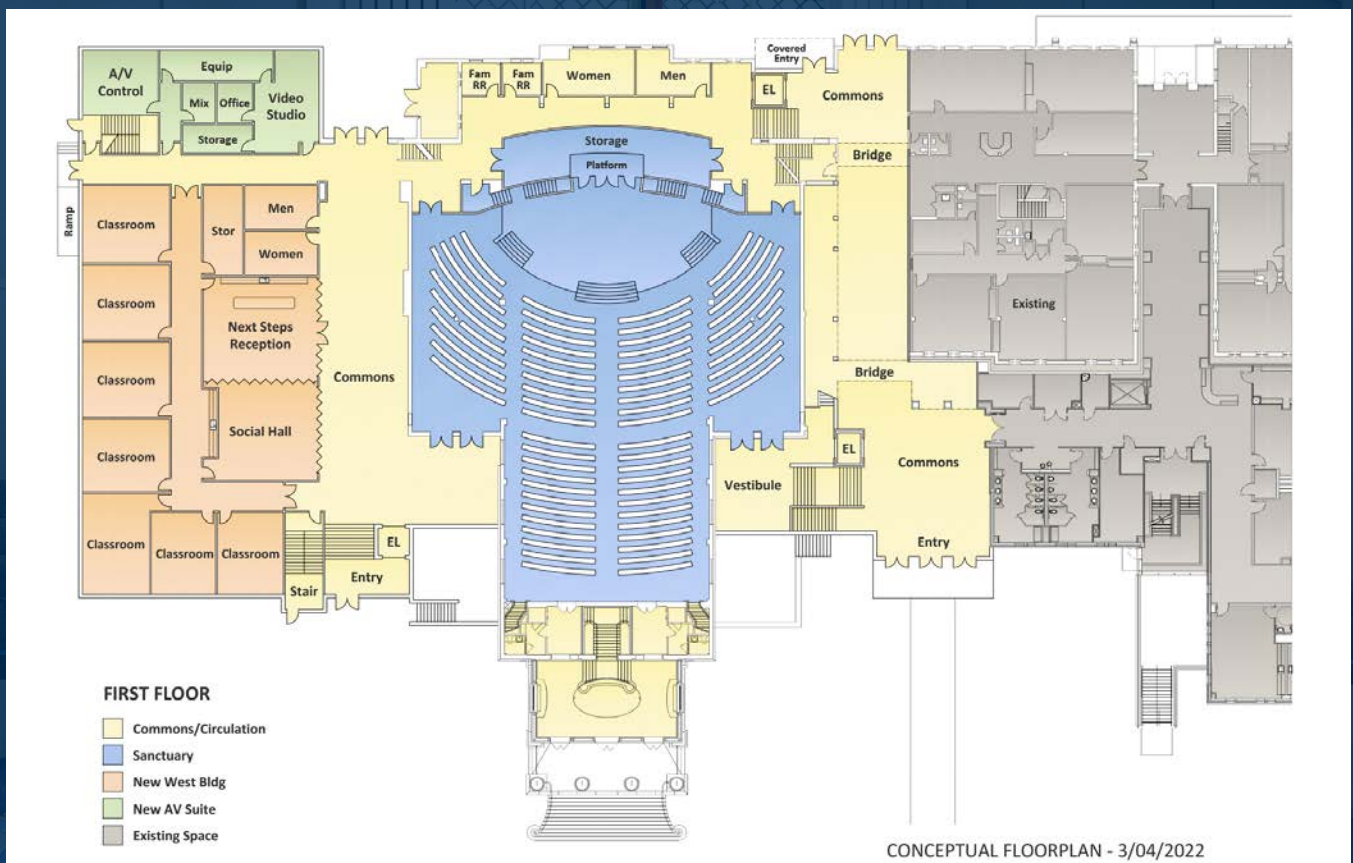 A/V
Control
Equip
Mix
Office
Video
Studio
Storage
Fam
RR
Fam
RR
Women
Men
Covered
Entry
EL
Commons
Storage
Platform
Bridge
Ramp
Classroom
Stor
Men
Women
Classroom
Next Steps
Reception
Existing
Classroom
Commons
Bridge
Social Hall
Classroom
EL
Commons
Vestibule
Classroom
Classroom
Classroom
EL
Entry
Entry
Stair
FIRST FLOOR
Commons/Circulation
Sanctuary
New West Bldg
New AV Suite
Existing Space
CONCEPTUAL FLOORPLAN - 3/04/2022